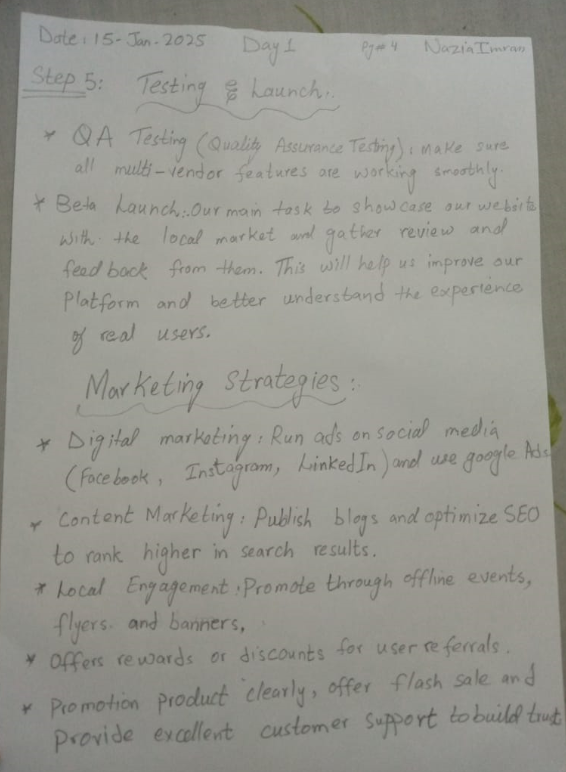 Date: 15-Jan-2025 Day 1 Pg# 4 Nazia Imran
Step 5: Testing & Launch:.
* QA Testing (Quality Assurance Testing): make sure
all multi-vendor features are working smoothly.
* Beta Launch:. Our main task to showcase our website
with the local market and gather review and
feedback from them. This will help us improve our
Platform and better understand the experience
of real users.
Marketing Strategies:.
* Digital marketing: Run ads on social media
(Facebook, Instagram, LinkedIn) and use google Ads
* Content Marketing: Publish blogs and optimize SEO
to rank higher in search results.
* Local Engagement: Promote through offline events,
flyers and banners,
* Offers rewards or discounts for user referrals.
* Promotion product clearly, offer flash sale and
Provide excellent customer support to build trust